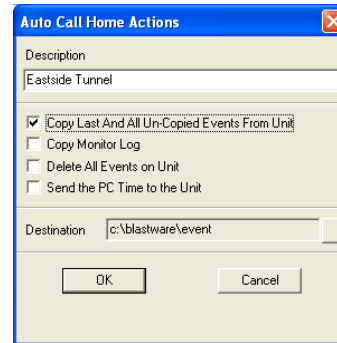 Auto Call Home Actions
Description
Eastside Tunnel
Copy Last And All Un-Copied Events From Unit
Copy Monitor Log
Delete All Events on Unit
Send the PC Time to the Unit
Destination c:\blastware\event
OK Cancel